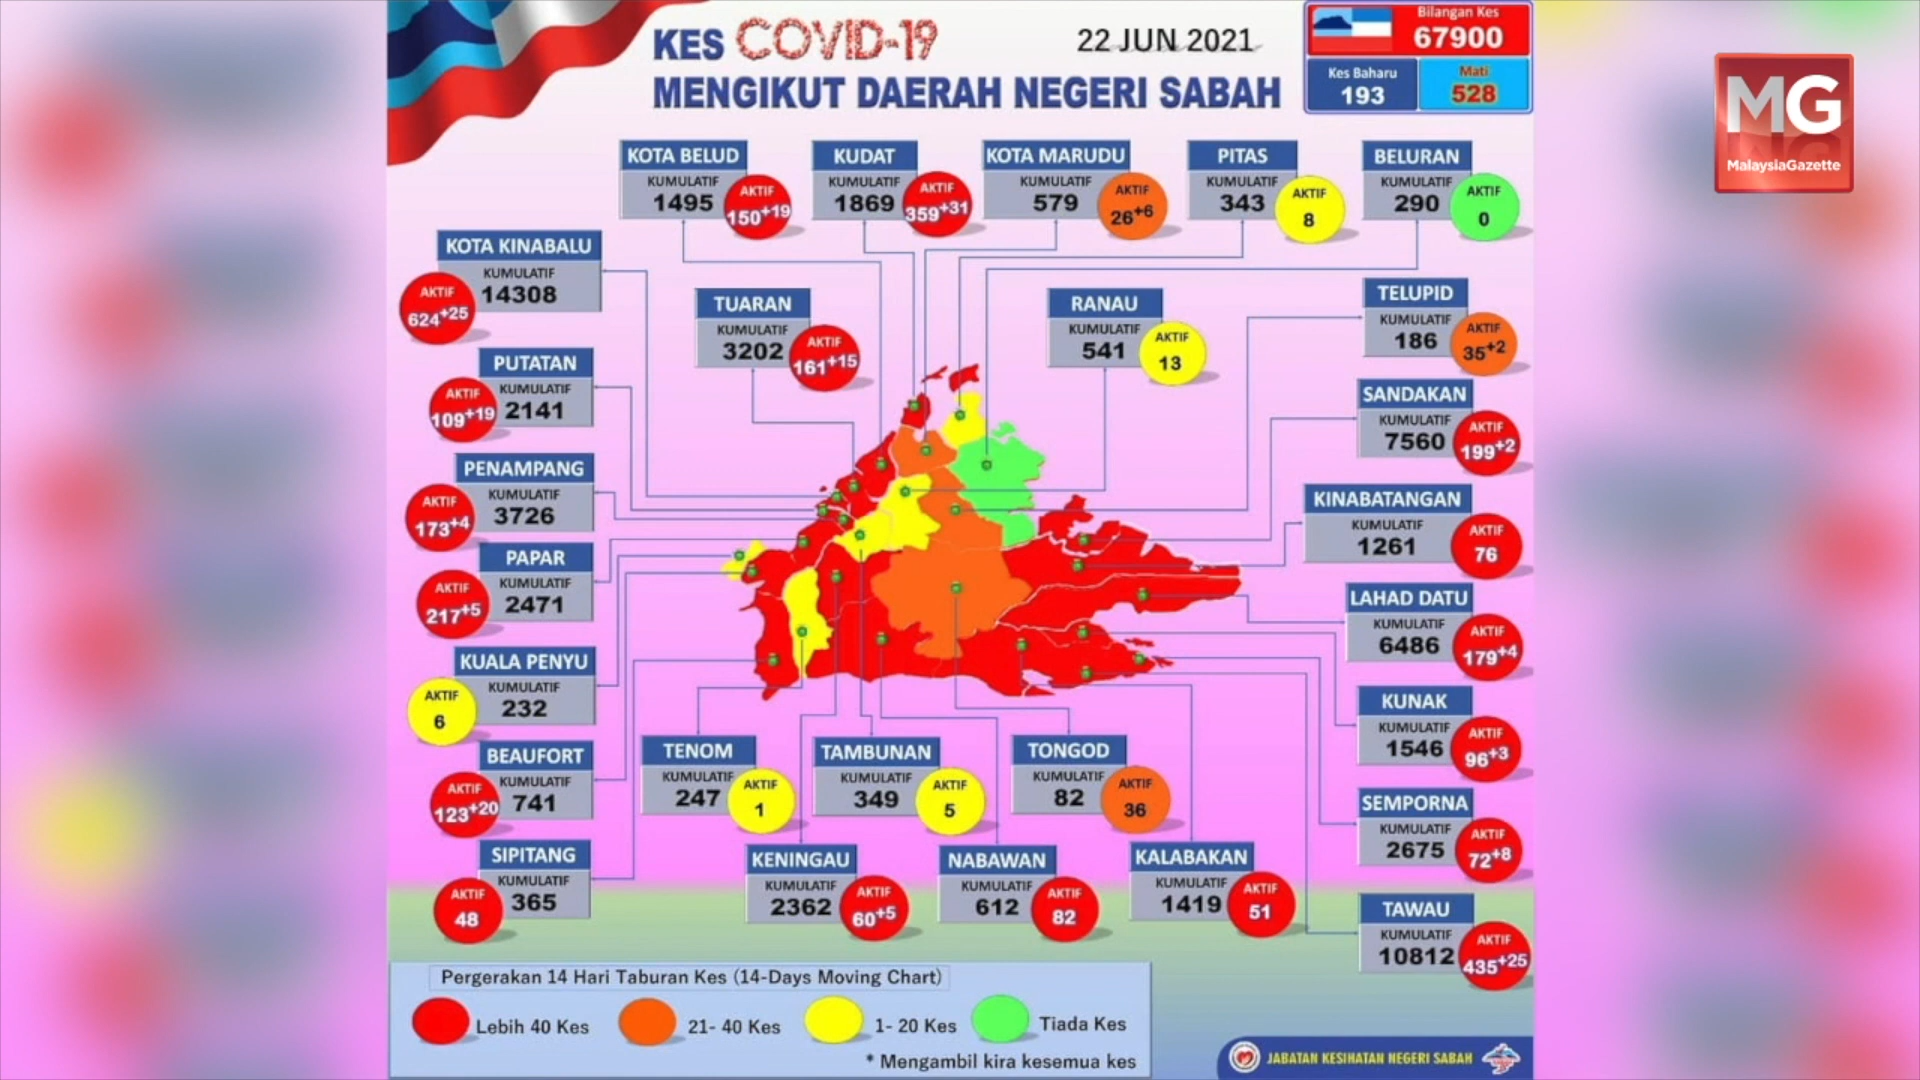 KES COVID-19
22 JUN 2021
MENGIKUT DAERAH NEGERI SABAH
Bilangan Kes
67900
Kes Baharu
193
Mati
528
MG
MalaysiaGazette
KOTA BELUD
KUMULATIF
1495
AKTIF
150+19
KUDAT
KUMULATIF
1869
AKTIF
359+31
KOTA MARUDU
KUMULATIF
579
AKTIF
26+6
PITAS
KUMULATIF
343
AKTIF
8
BELURAN
KUMULATIF
290
AKTIF
0
KOTA KINABALU
KUMULATIF
14308
AKTIF
624+25
TUARAN
KUMULATIF
3202
AKTIF
161+15
RANAU
KUMULATIF
541
AKTIF
13
TELUPID
KUMULATIF
186
AKTIF
35+2
PUTATAN
KUMULATIF
2141
AKTIF
109+19
SANDAKAN
KUMULATIF
7560
AKTIF
199+2
PENAMPANG
KUMULATIF
3726
AKTIF
173+4
KINABATANGAN
KUMULATIF
1261
AKTIF
76
PAPAR
KUMULATIF
2471
AKTIF
217+5
LAHAD DATU
KUMULATIF
6486
AKTIF
179+4
KUALA PENYU
KUMULATIF
232
AKTIF
6
KUNAK
KUMULATIF
1546
AKTIF
96+3
BEAUFORT
KUMULATIF
741
AKTIF
123+20
TENOM
KUMULATIF
247
AKTIF
1
TAMBUNAN
KUMULATIF
349
AKTIF
5
TONGOD
KUMULATIF
82
AKTIF
36
SEMPORNA
KUMULATIF
2675
AKTIF
72+8
SIPITANG
KUMULATIF
365
AKTIF
48
KENINGAU
KUMULATIF
2362
AKTIF
60+5
NABAWAN
KUMULATIF
612
AKTIF
82
KALABAKAN
KUMULATIF
1419
AKTIF
51
TAWAU
KUMULATIF
10812
AKTIF
435+25
Pergerakan 14 Hari Taburan Kes (14-Days Moving Chart)
Lebih 40 Kes
21- 40 Kes
1- 20 Kes
Tiada Kes
* Mengambil kira kesemua kes
JABATAN KESIHATAN NEGERI SABAH